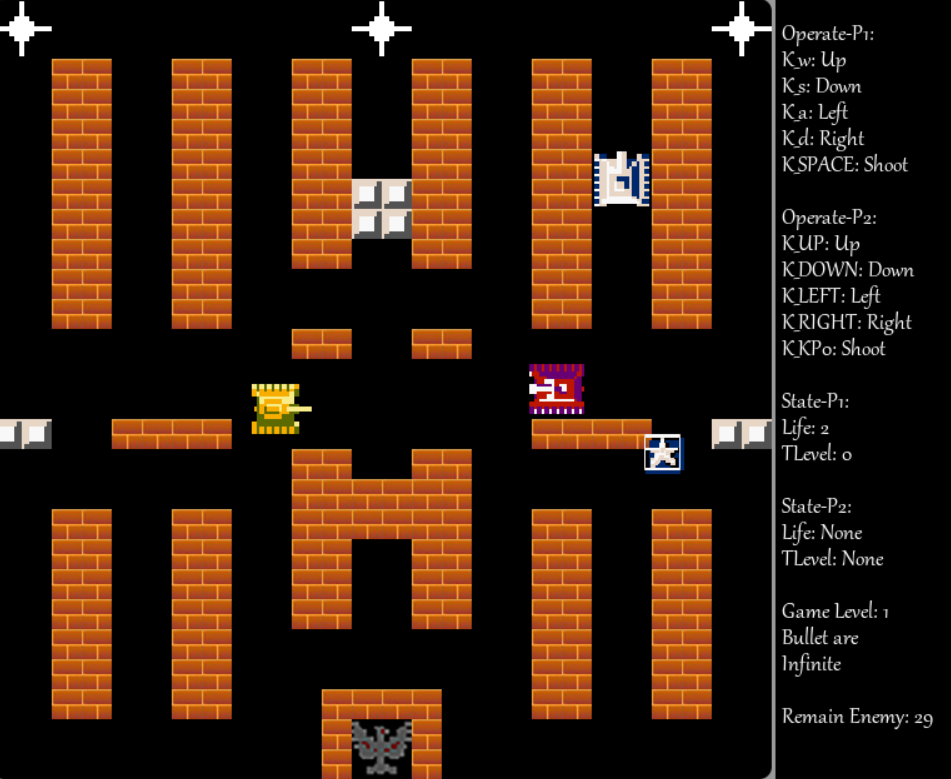 Operate-P1:
K_w: Up
K_s: Down
K_a: Left
K_d: Right
K_SPACE: Shoot
Operate-P2:
K_UP: Up
K_DOWN: Down
K_LEFT: Left
K_RIGHT: Right
K_KP0: Shoot
State-P1:
Life: 2
TLevel: 0
State-P2:
Life: None
TLevel: None
Game Level: 1
Bullet are
Infinite
Remain Enemy: 29